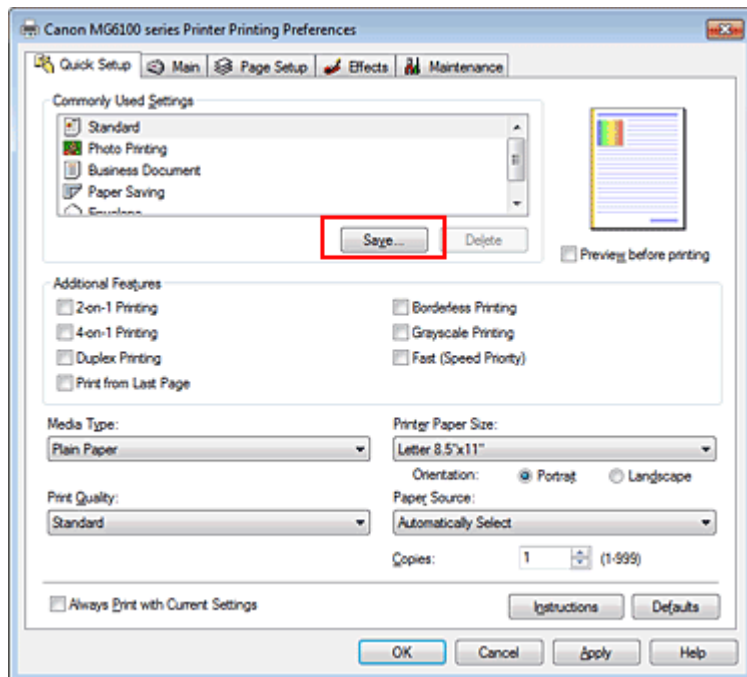 Canon MG6100 series Printer Printing Preferences
Quick Setup Main Page Setup Effects Maintenance
Commonly Used Settings
Standard
Photo Printing
Business Document
Paper Saving
Envelope
Save... Delete
Preview before printing
Additional Features
2-on-1 Printing Borderless Printing
4-on-1 Printing Grayscale Printing
Duplex Printing Fast (Speed Priority)
Print from Last Page
Media Type: Printer Paper Size:
Plain Paper Letter 8.5"x11"
Orientation: Portrait Landscape
Print Quality: Paper Source:
Standard Automatically Select
Copies: 1 (1-999)
Always Print with Current Settings Instructions Defaults
OK Cancel Apply Help